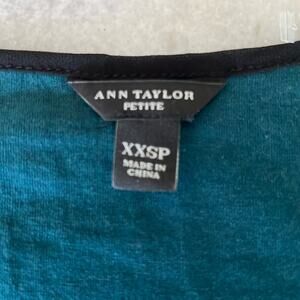 ANN TAYLOR
PETITE
XXSP
MADE IN
CHINA